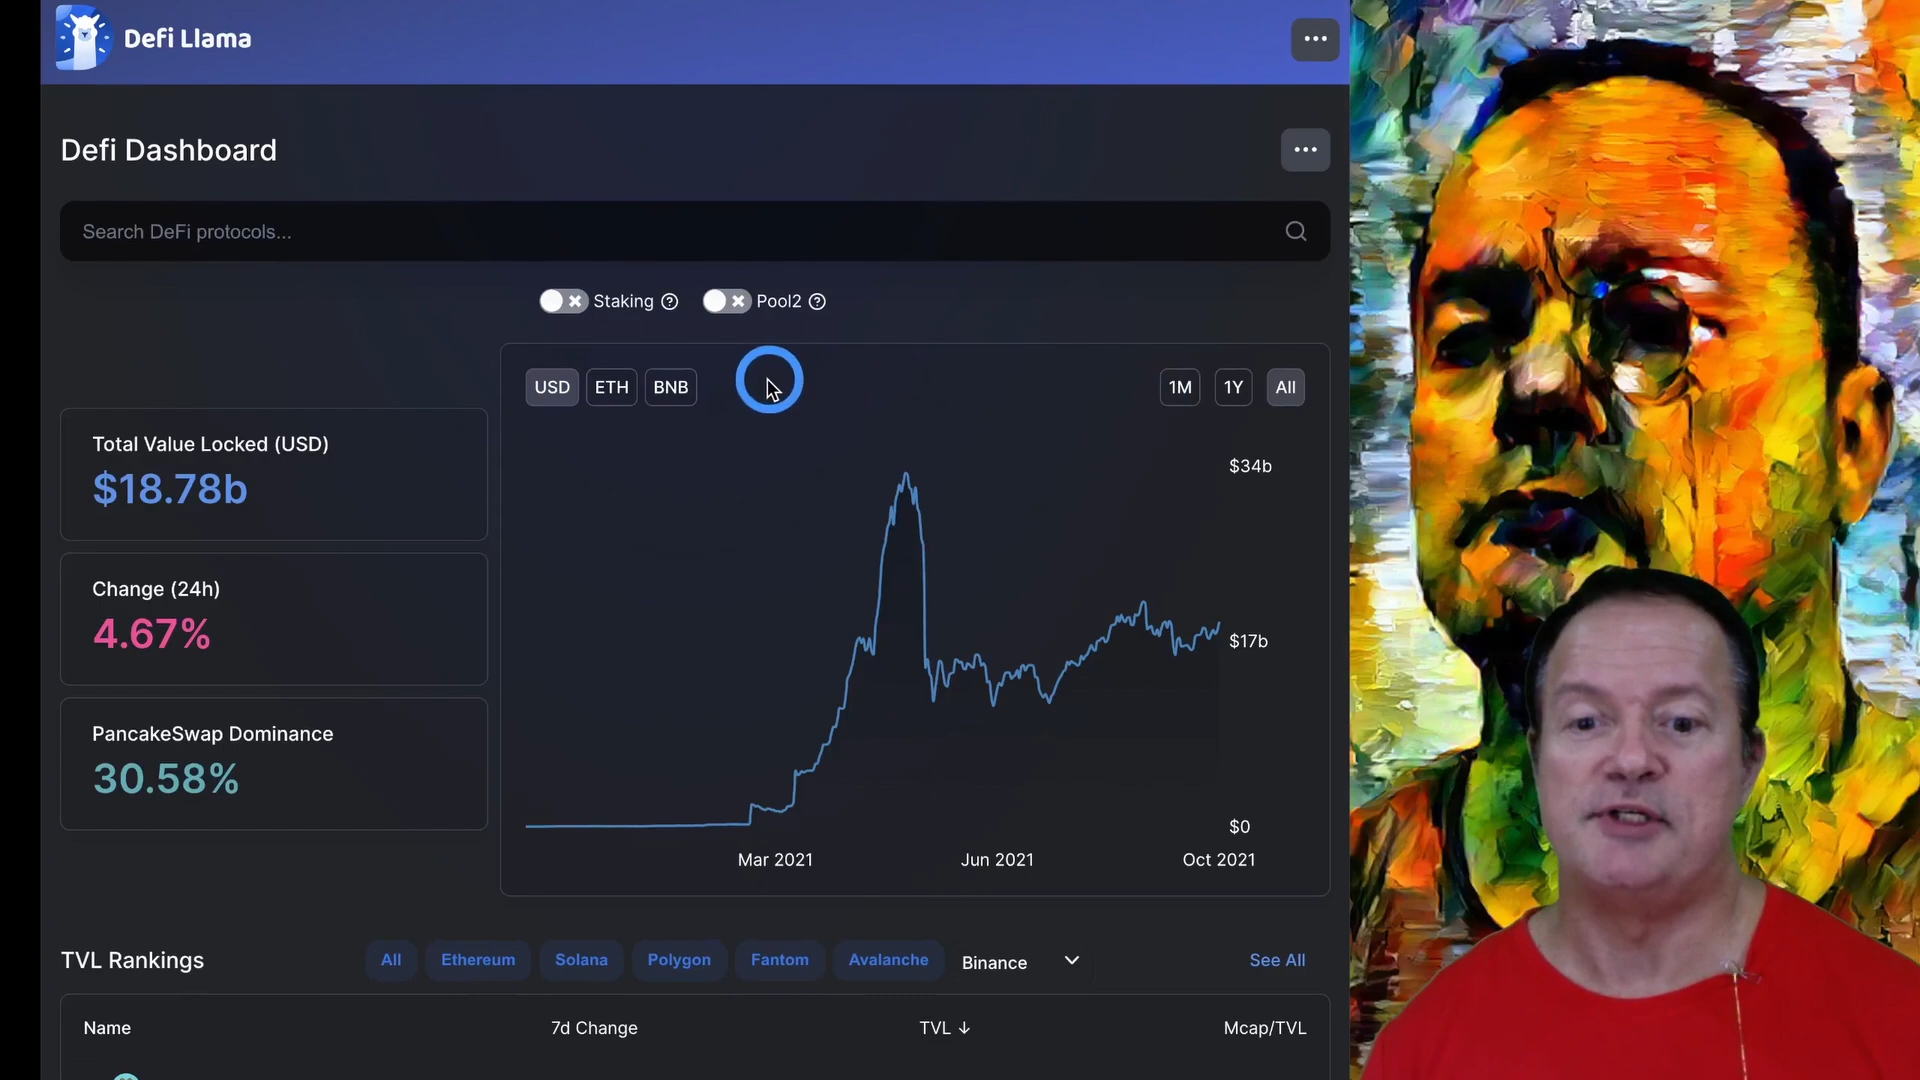 Defi Llama
Defi Dashboard
Search DeFi protocols...
Staking
Pool2
USD ETH BNB
1M 1Y All
Total Value Locked (USD)
$18.78b
Change (24h)
4.67%
PancakeSwap Dominance
30.58%
$34b
$17b
$0
Mar 2021 Jun 2021 Oct 2021
TVL Rankings All Ethereum Solana Polygon Fantom Avalanche Binance See All
Name 7d Change TVL ↓ Mcap/TVL